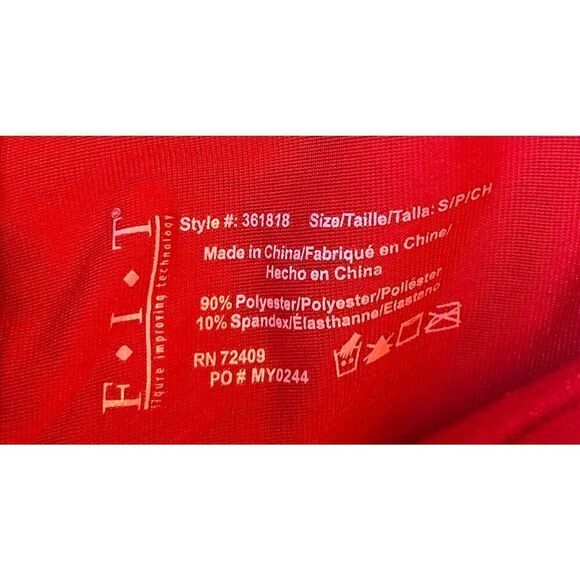 F.I.T®
figure improving technology
Style #: 361818 Size/Taille/Talla: S/P/CH
Made in China/Fabriqué en Chine/
Hecho en China
90% Polyester/Polyester/Poliéster
10% Spandex/Élasthanne/Elastano
RN 72409
PO # MY0244